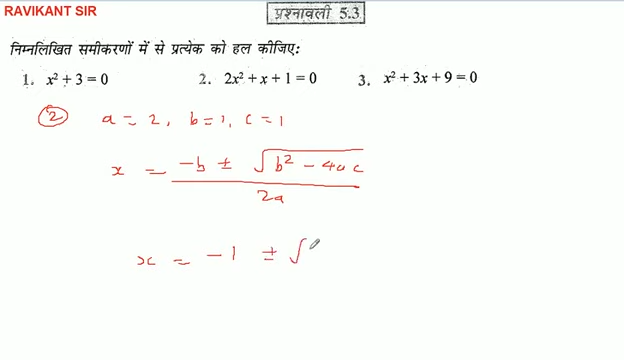 RAVIKANT SIR
प्रश्नावली 5.3
निम्नलिखित समीकरणों में से प्रत्येक को हल कीजिए:
1. x² + 3 = 0 2. 2x² + x + 1 = 0 3. x² + 3x + 9 = 0
② a = 2, b = 1, c = 1
x = (-b ± √(b² - 4ac)) / 2a
x = -1 ± √